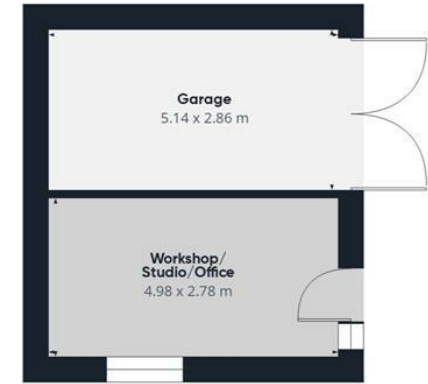 Garage
5.14 x 2.86 m
Workshop/
Studio/Office
4.98 x 2.78 m